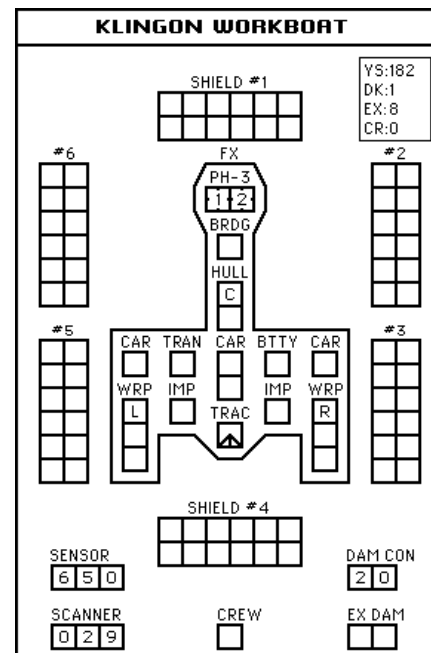 KLINGON WORKBOAT
YS:182
DK:1
EX:8
CR:0
SHIELD #1
#6
FX
#2
PH-3
1 2
BRDG
HULL
C
#5
#3
CAR TRAN CAR BTTY CAR
WRP IMP IMP WRP
L TRAC R
SHIELD #4
SENSOR
6 5 0
DAM CON
2 0
SCANNER
0 2 9
CREW
EX DAM